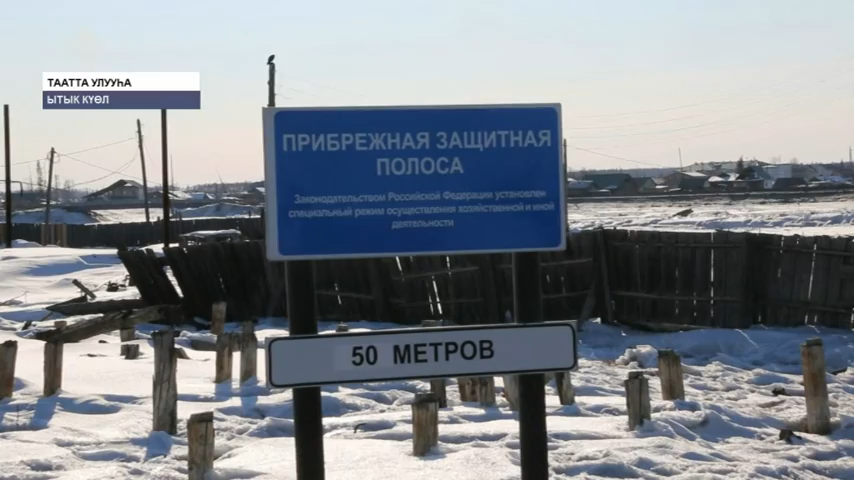 ТААТТА УЛУУҺА
ЫТЫК КҮӨЛ
ПРИБРЕЖНАЯ ЗАЩИТНАЯ
ПОЛОСА
Законодательством Российской Федерации установлен
специальный режим осуществления хозяйственной и иной
деятельности
50 МЕТРОВ